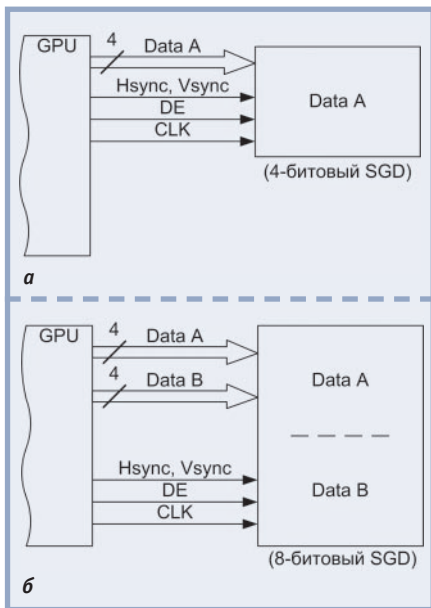 GPU
4
Data A
Hsync, Vsync
DE
CLK
Data A
(4-битовый SGD)
а
GPU
4
Data A
4
Data B
Hsync, Vsync
DE
CLK
Data A
Data B
(8-битовый SGD)
б